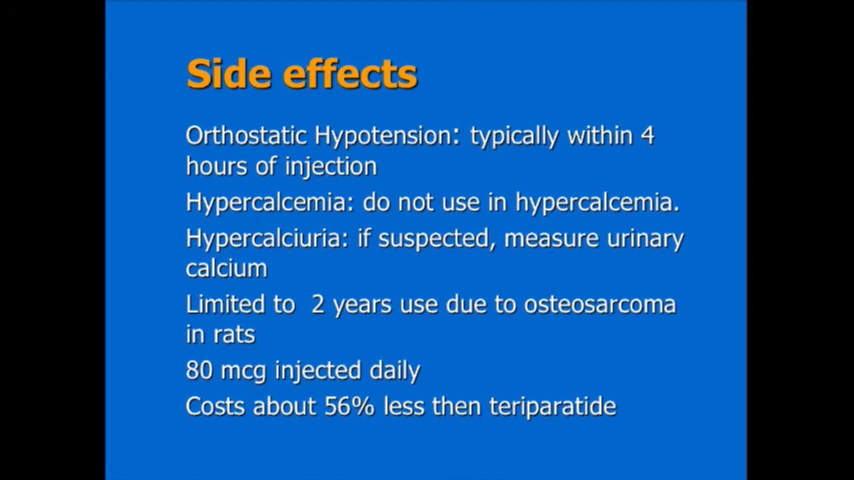 Side effects
Orthostatic Hypotension: typically within 4
hours of injection
Hypercalcemia: do not use in hypercalcemia.
Hypercalciuria: if suspected, measure urinary
calcium
Limited to  2 years use due to osteosarcoma
in rats
80 mcg injected daily
Costs about 56% less then teriparatide